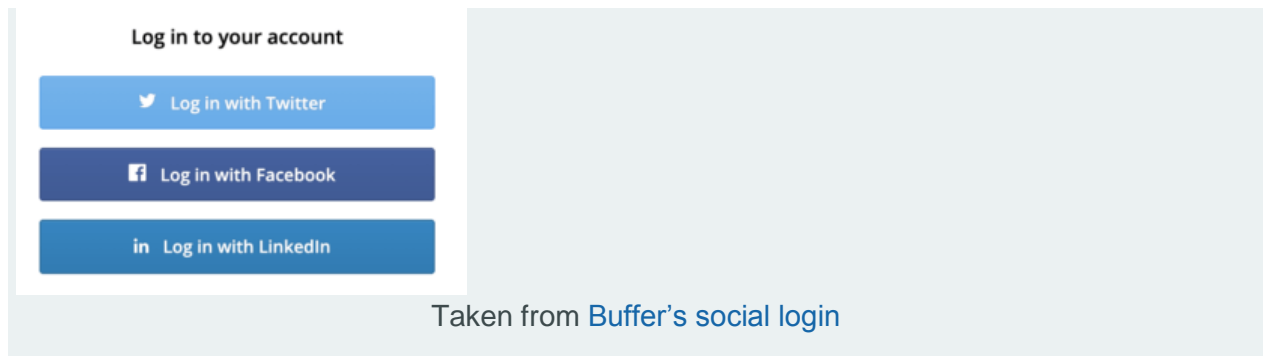 Log in to your account
Log in with Twitter
Log in with Facebook
in Log in with LinkedIn
Taken from Buffer’s social login